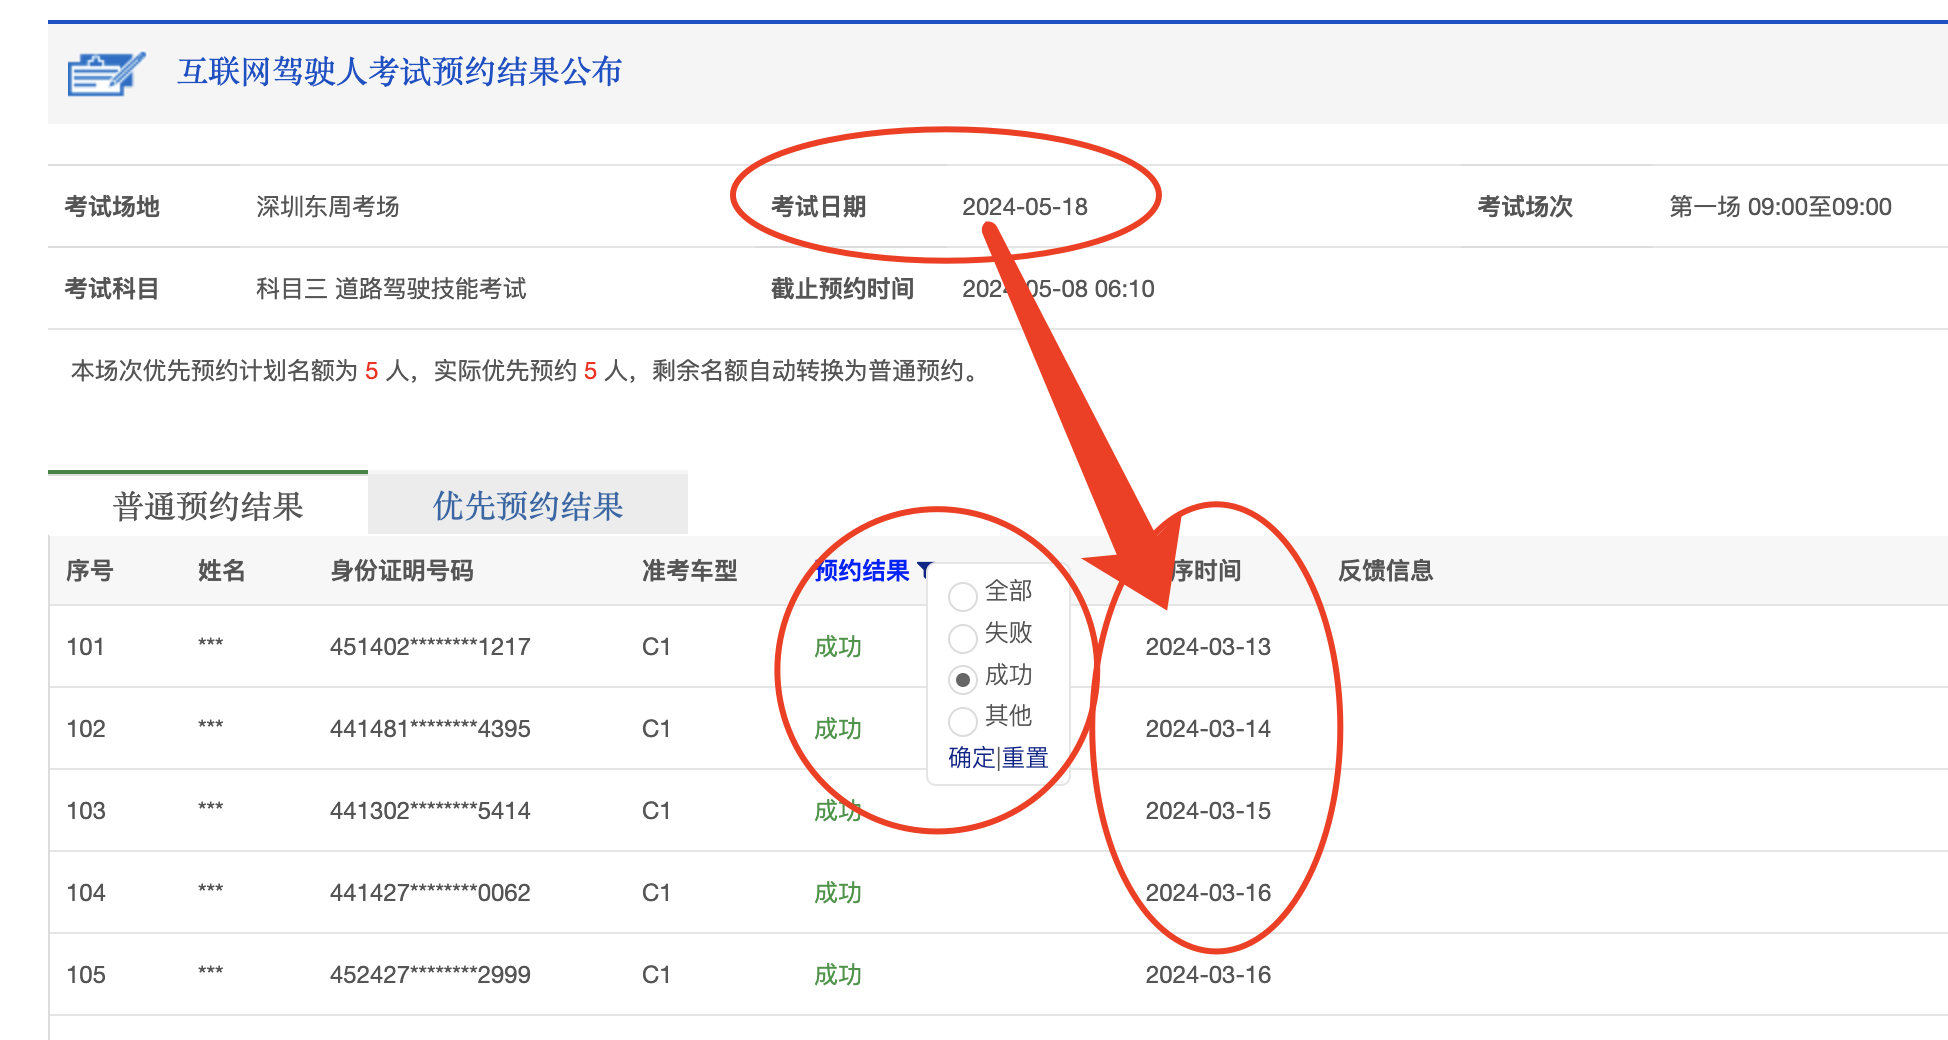 互联网驾驶人考试预约结果公布
考试场地 深圳东周考场 考试日期 2024-05-18 考试场次 第一场 09:00至09:00
考试科目 科目三 道路驾驶技能考试 截止预约时间 2024-05-08 06:10
本场次优先预约计划名额为 5 人，实际优先预约 5 人，剩余名额自动转换为普通预约。
普通预约结果 优先预约结果
序号 姓名 身份证明号码 准考车型 预约结果 序时间 反馈信息
全部
失败
成功
其他
确定|重置
101 *** 451402********1217 C1 成功 2024-03-13
102 *** 441481********4395 C1 成功 2024-03-14
103 *** 441302********5414 C1 成功 2024-03-15
104 *** 441427********0062 C1 成功 2024-03-16
105 *** 452427********2999 C1 成功 2024-03-16